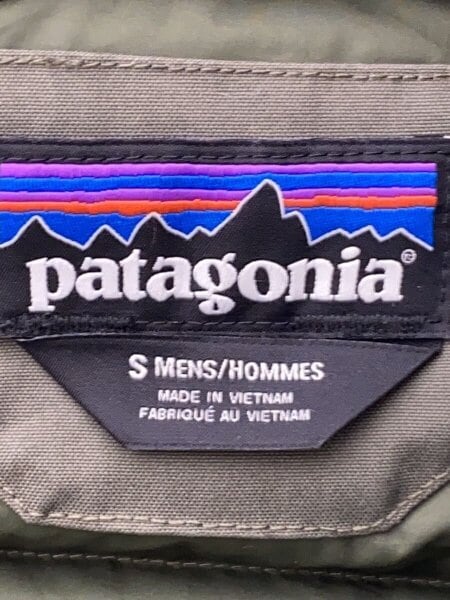 patagonia®
S MENS/HOMMES
MADE IN VIETNAM
FABRIQUÉ AU VIETNAM